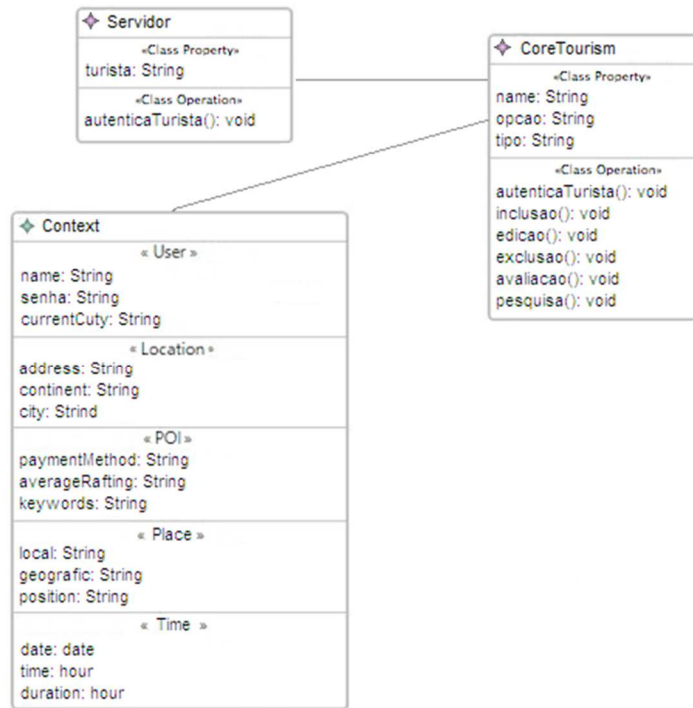 Servidor
«Class Property»
turista: String
«Class Operation»
autenticaTurista(): void
CoreTourism
«Class Property»
name: String
opcao: String
tipo: String
«Class Operation»
autenticaTurista(): void
inclusao(): void
edicao(): void
exclusao(): void
avaliacao(): void
pesquisa(): void
Context
« User »
name: String
senha: String
currentCuty: String
« Location »
address: String
continent: String
city: Strind
« POI »
paymentMethod: String
averageRafting: String
keywords: String
« Place »
local: String
geografic: String
position: String
« Time »
date: date
time: hour
duration: hour